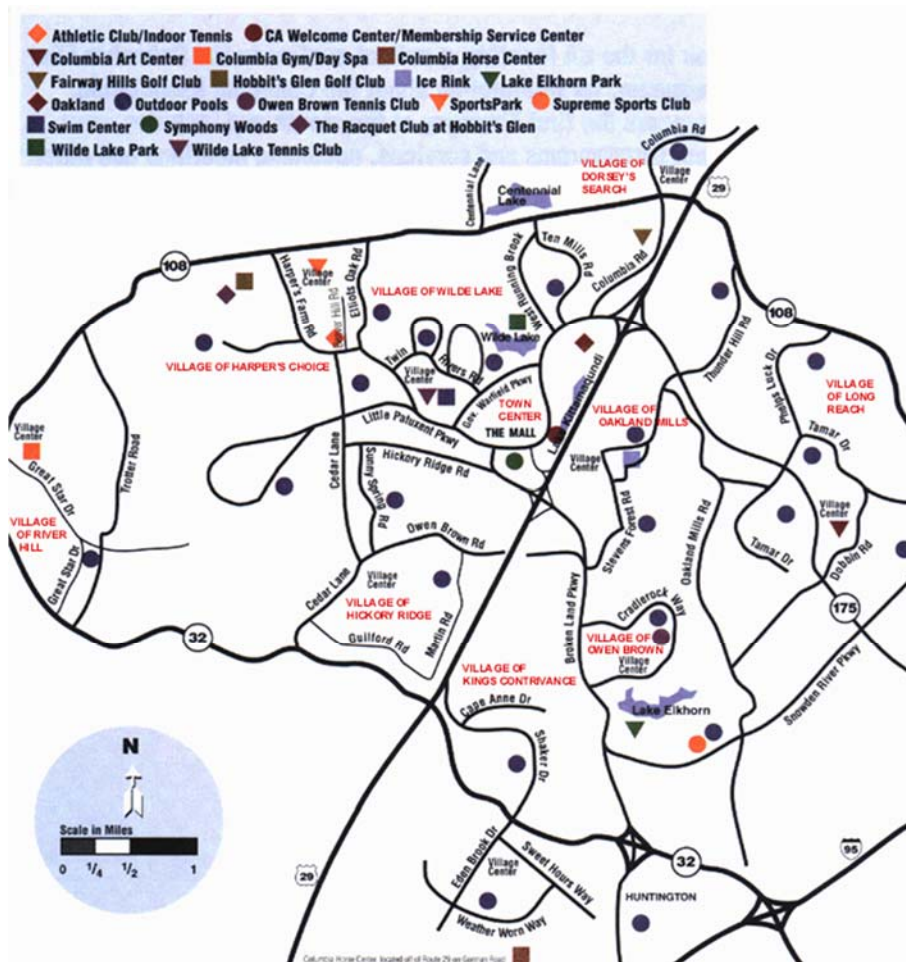 Athletic Club/Indoor Tennis CA Welcome Center/Membership Service Center
Columbia Art Center Columbia Gym/Day Spa Columbia Horse Center
Fairway Hills Golf Club Hobbit's Glen Golf Club Ice Rink Lake Elkhorn Park
Oakland Outdoor Pools Owen Brown Tennis Club SportsPark Supreme Sports Club
Swim Center Symphony Woods The Racquet Club at Hobbit's Glen
Wilde Lake Park Wilde Lake Tennis Club
Columbia Rd
Village
Center
29
VILLAGE OF
DORSEY'S
SEARCH
Centennial Lane
Centennial
Lake
108
Harper's Farm Rd
Village
Center
Elliots Oak Rd
West Running Brook
Ten Mills Rd
Columbia Rd
VILLAGE OF WILDE LAKE
Wilde Lake
Thunder Hill Rd
108
Phelps Luck Dr
VILLAGE OF HARPER'S CHOICE
Twin
Rivers Rd
Village
Center
Gov. Warfield Pkwy
TOWN
CENTER
THE MALL
Lake Kittamaqundi
VILLAGE OF
OAKLAND MILLS
VILLAGE
OF LONG
REACH
Tamar Dr
Village
Center
Great Star Dr
Trotter Road
Little Patuxent Pkwy
Cedar Lane
Hickory Ridge Rd
Sunny Spring Rd
Village
Center
Stevens Forest Rd
Oakland Mills Rd
Village
Center
Tamar Dr
Dobbin Rd
VILLAGE
OF RIVER
HILL
Great Star Dr
Owen Brown Rd
Cedar Lane
Village
Center
VILLAGE OF
HICKORY RIDGE
Guilford Rd
Martin Rd
32
175
Broken Land Pkwy
Cradlerock Way
VILLAGE OF
OWEN BROWN
Village
Center
VILLAGE OF
KINGS CONTRIVANCE
Cape Anne Dr
Lake Elkhorn
Snowden River Pkwy
Shaker Dr
N
Scale in Miles
0 1/4 1/2 1
29
Eden Brook Dr
Village
Center
Sweet Hours Way
Weather Worn Way
32
95
HUNTINGTON